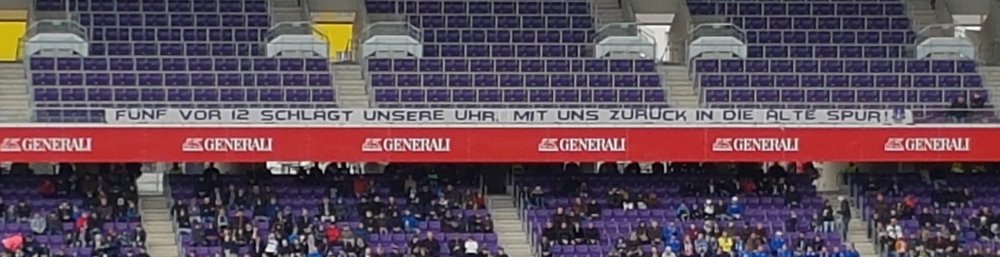 FÜNF VOR 12 SCHLÄGT UNSERE UHR, MIT UNS ZURÜCK IN DIE ALTE SPUR!
GENERALI GENERALI GENERALI GENERALI GENERALI GENERALI